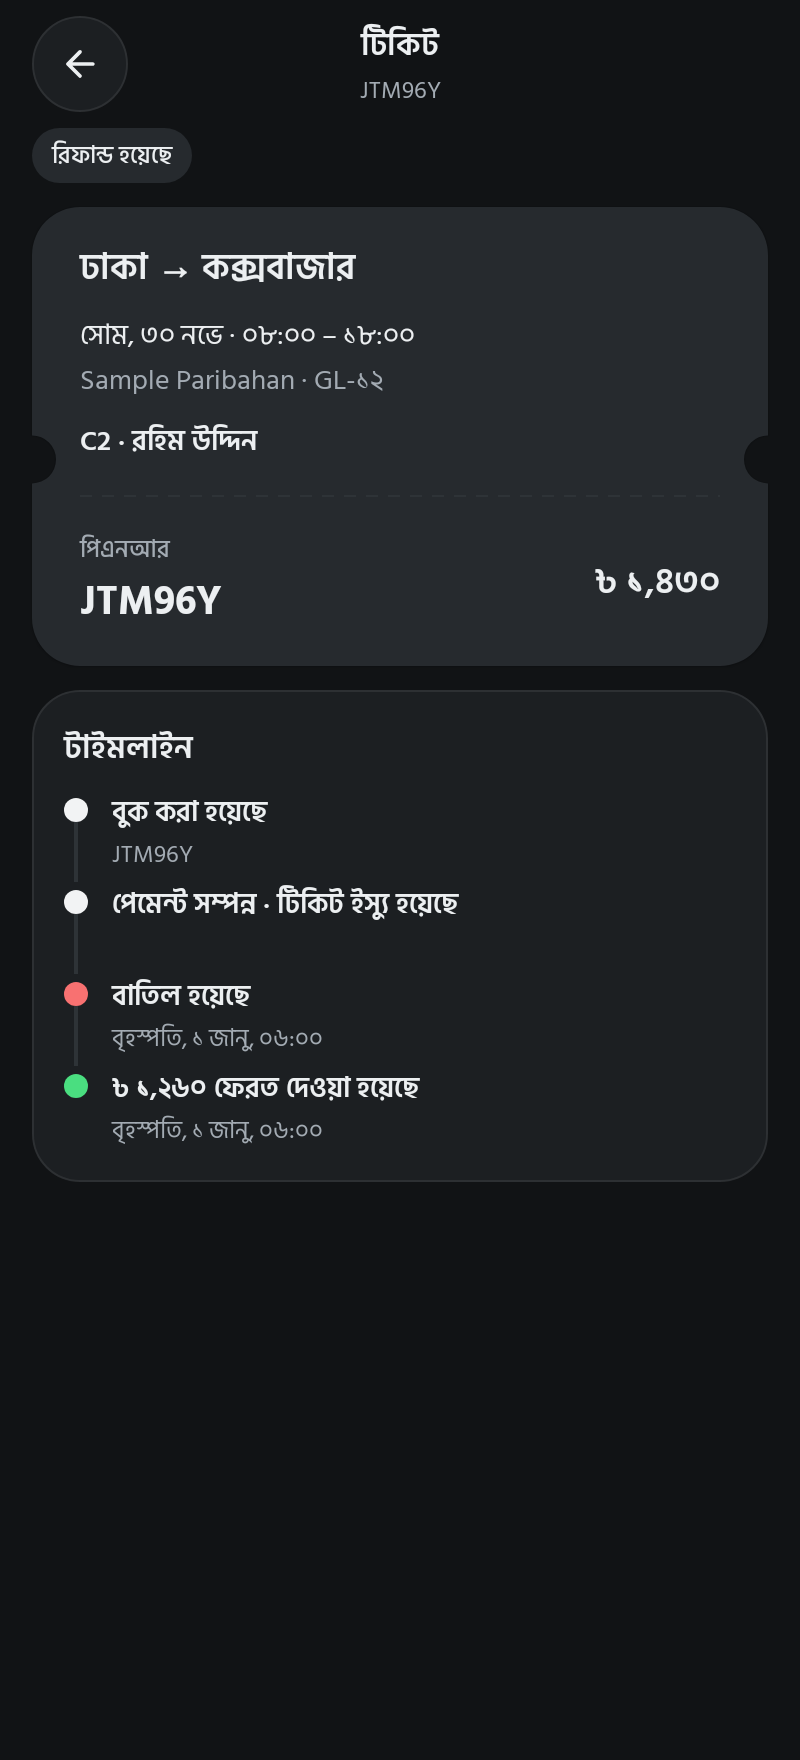 টিকিট
JTM96Y
রিফান্ড হয়েছে
ঢাকা → কক্সবাজার
সোম, ৩০ নভে · ০৮:০০ – ১৮:০০
Sample Paribahan · GL-১২
C2 · রহিম উদ্দিন
পিএনআর
JTM96Y
৳ ১,৪৩০
টাইমলাইন
বুক করা হয়েছে
JTM96Y
পেমেন্ট সম্পন্ন · টিকিট ইস্যু হয়েছে
বাতিল হয়েছে
বৃহস্পতি, ১ জানু, ০৬:০০
৳ ১,২৬০ ফেরত দেওয়া হয়েছে
বৃহস্পতি, ১ জানু, ০৬:০০